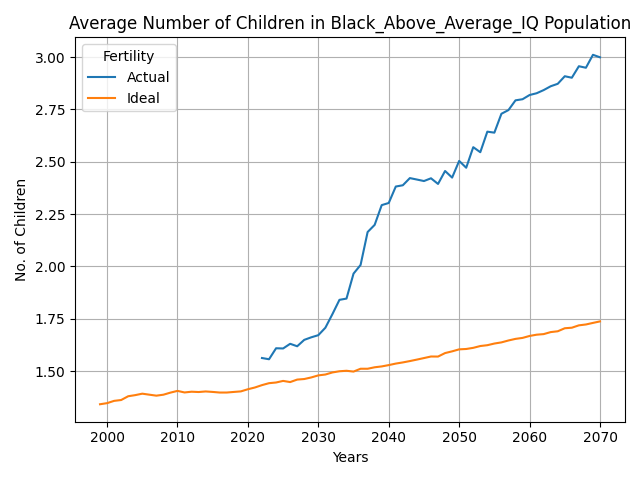 Average Number of Children in Black_Above_Average_IQ Population
Fertility
Actual
Ideal
No. of Children
3.00
2.75
2.50
2.25
2.00
1.75
1.50
2000 2010 2020 2030 2040 2050 2060 2070
Years